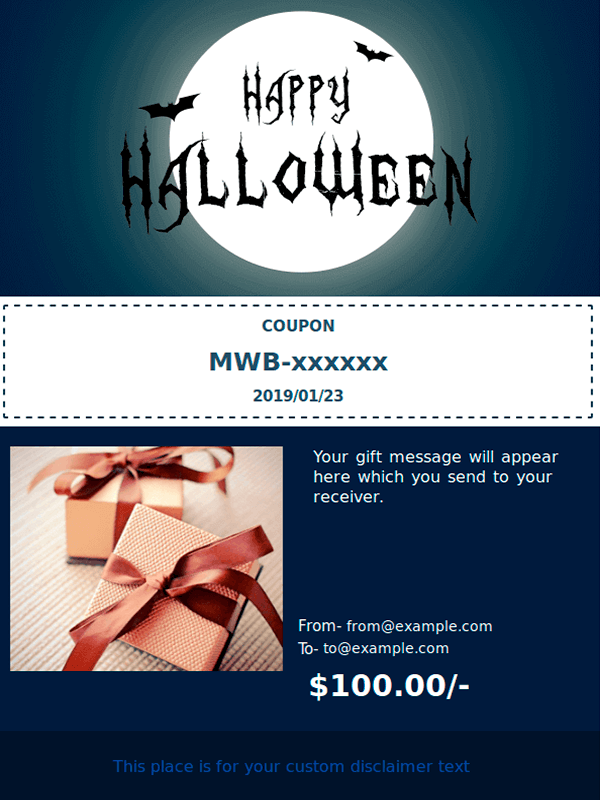 HAPPY
HALLOWEEN
COUPON
MWB-xxxxxx
2019/01/23
Your gift message will appear
here which you send to your
receiver.
From- from@example.com
To- to@example.com
$100.00/-
This place is for your custom disclaimer text